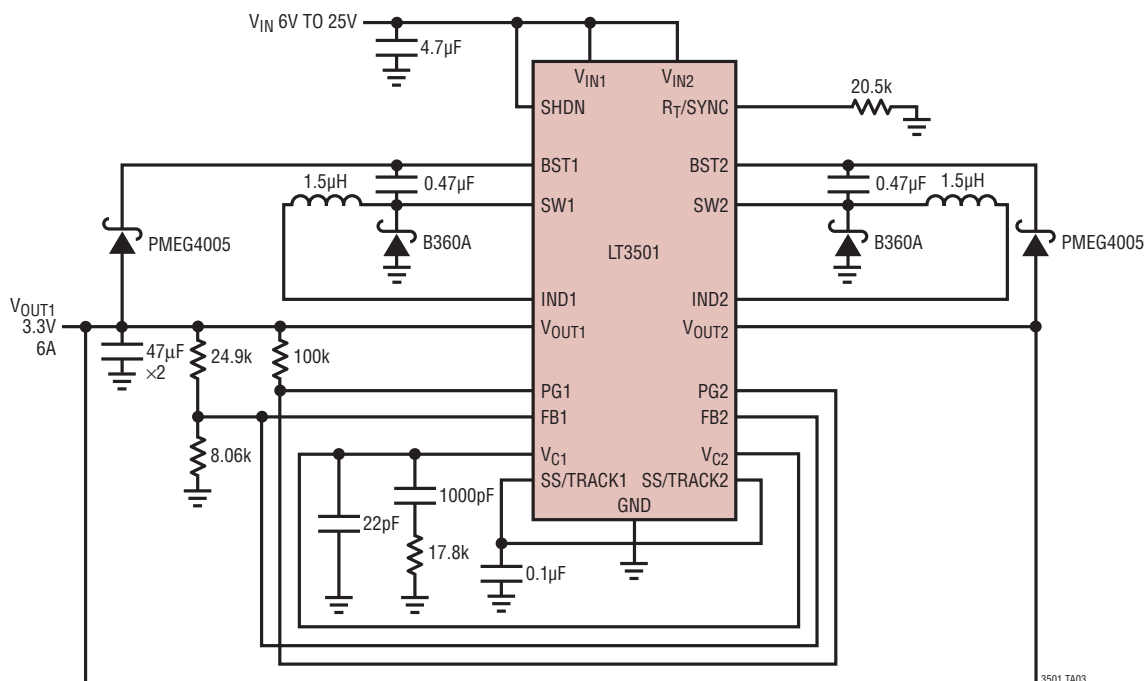 VIN 6V TO 25V
4.7µF
VIN1
VIN2
SHDN
RT/SYNC
20.5k
BST1
BST2
1.5µH
0.47µF
0.47µF
1.5µH
SW1
SW2
PMEG4005
B360A
LT3501
B360A
PMEG4005
IND1
IND2
VOUT1
3.3V
6A
VOUT1
VOUT2
47µF
×2
24.9k
100k
PG1
PG2
FB1
FB2
8.06k
VC1
VC2
SS/TRACK1
SS/TRACK2
1000pF
GND
22pF
17.8k
0.1µF
3501 TA03